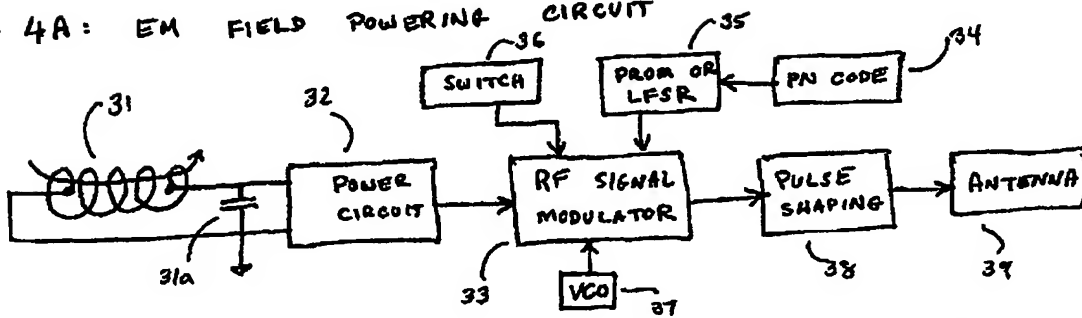 4A: EM FIELD POWERING CIRCUIT
36
35
34
SWITCH
PROM OR
LFSR
PN CODE
31
32
POWER
CIRCUIT
RF SIGNAL
MODULATOR
PULSE
SHAPING
ANTENNA
31a
33
VCO
37
38
39